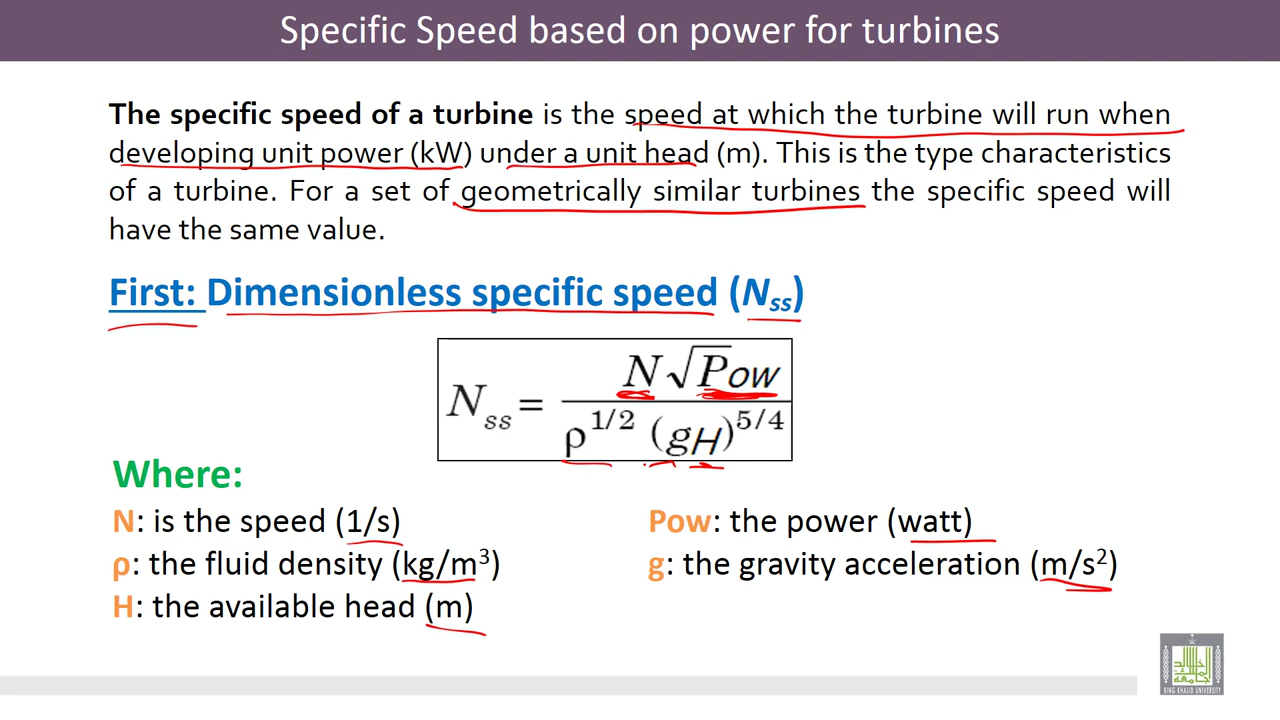 Specific Speed based on power for turbines
The specific speed of a turbine is the speed at which the turbine will run when
developing unit power (kW) under a unit head (m). This is the type characteristics
of a turbine. For a set of geometrically similar turbines the specific speed will
have the same value.
First: Dimensionless specific speed (Nss)
Nss = N√Pow / ρ^1/2 (gH)^5/4
Where:
N: is the speed (1/s)
Pow: the power (watt)
ρ: the fluid density (kg/m³)
g: the gravity acceleration (m/s²)
H: the available head (m)
KING KHALID UNIVERSITY